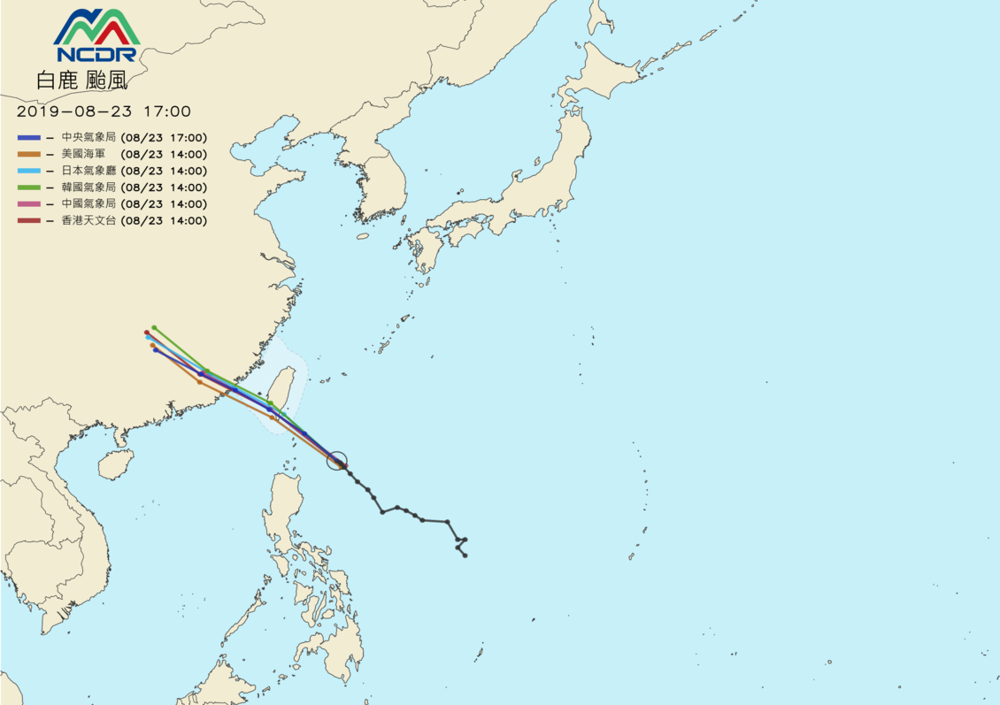 NCDR
白鹿 颱風
2019-08-23 17:00
— 中央氣象局 (08/23 17:00)
— 美國海軍 (08/23 14:00)
— 日本氣象廳 (08/23 14:00)
— 韓國氣象局 (08/23 14:00)
— 中國氣象局 (08/23 14:00)
— 香港天文台 (08/23 14:00)